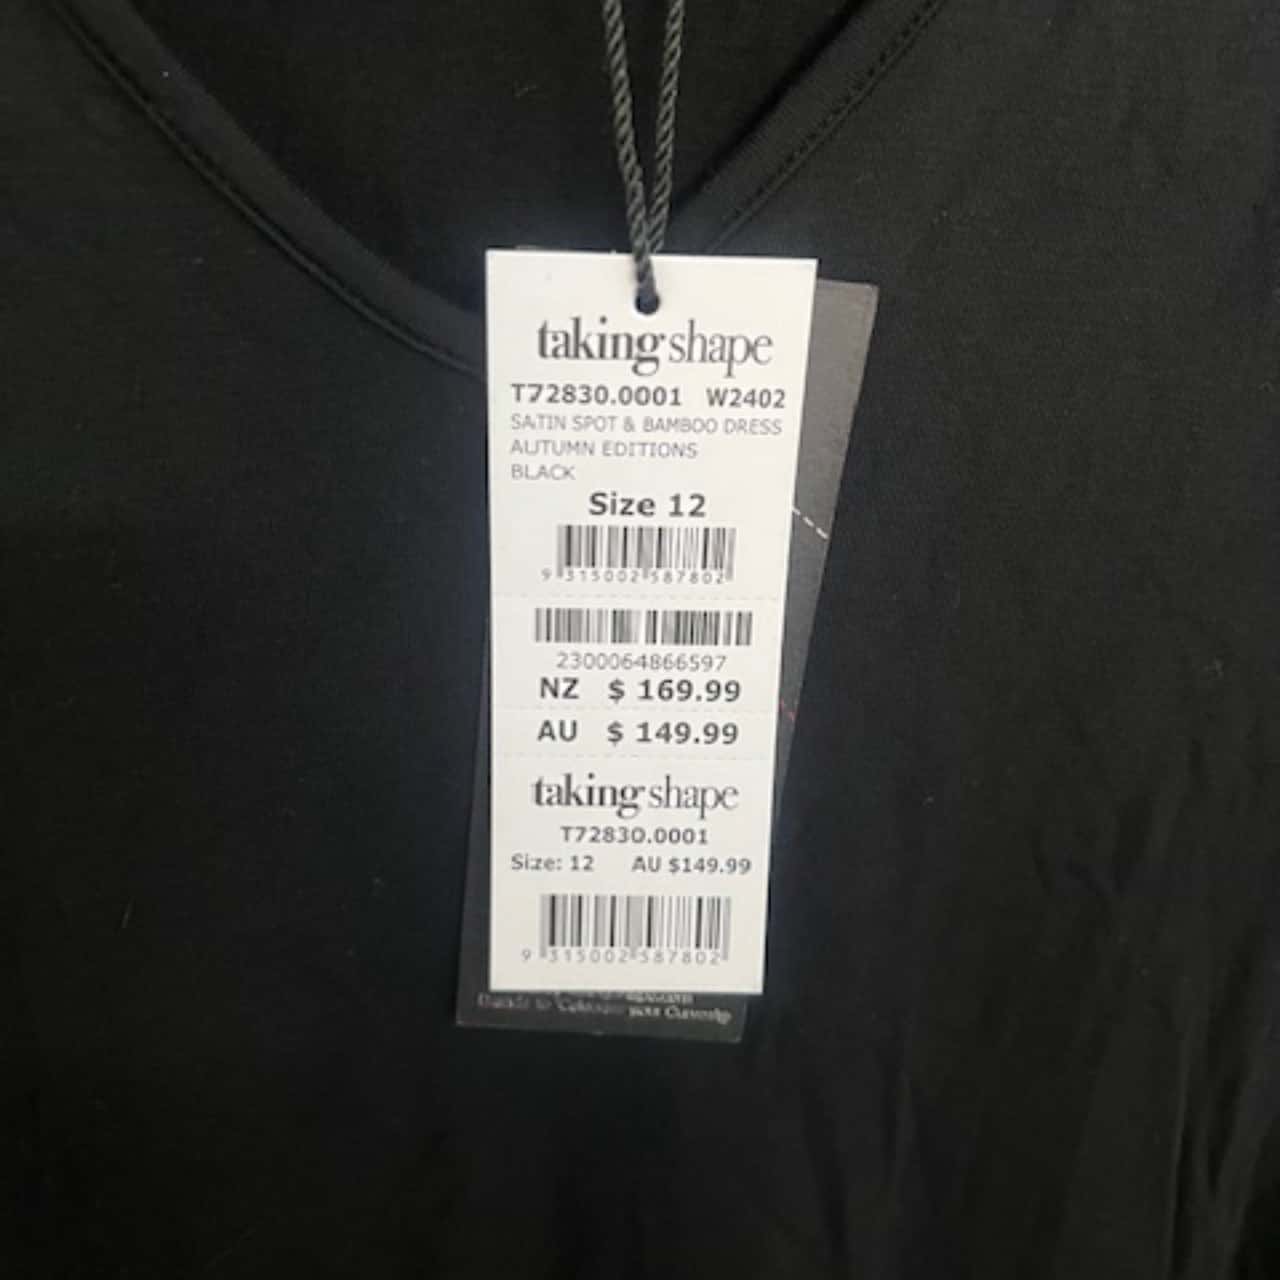 taking shape
T72830.0001 W2402
SATIN SPOT & BAMBOO DRESS
AUTUMN EDITIONS
BLACK
Size 12
9 315002 587802
2300064866597
NZ $ 169.99
AU $ 149.99
taking shape
T72830.0001
Size: 12 AU $149.99
9 315002 587802